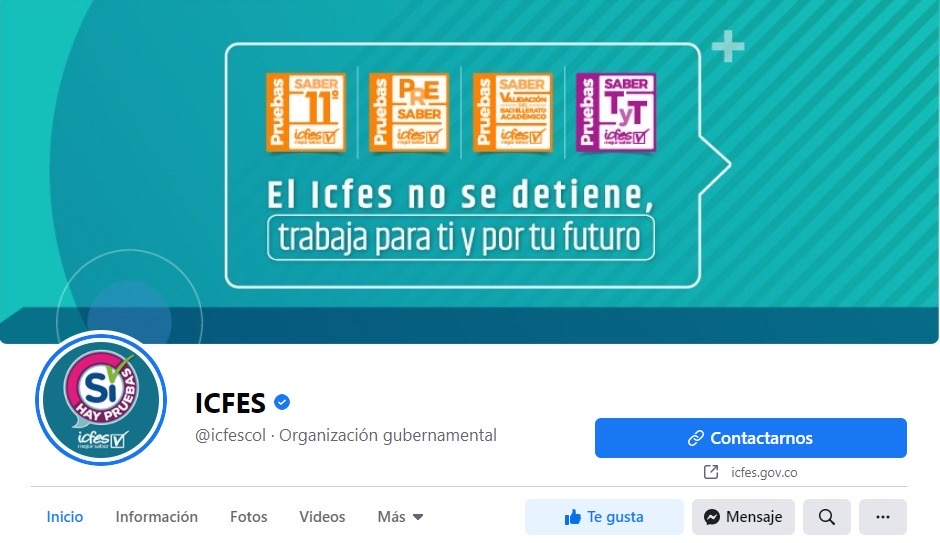 Pruebas
SABER
11°
icfes
mejor saber
Pruebas
PRE
SABER
icfes
mejor saber
Pruebas
SABER
VALIDACIÓN
DEL
BACHILLERATO
ACADÉMICO
icfes
mejor saber
Pruebas
SABER
TyT
icfes
mejor saber
El Icfes no se detiene,
trabaja para ti y por tu futuro
Sí
HAY PRUEBAS
icfes
mejor saber
ICFES
@icfescol · Organización gubernamental
Contactarnos
icfes.gov.co
Inicio Información Fotos Videos Más Te gusta Mensaje ...